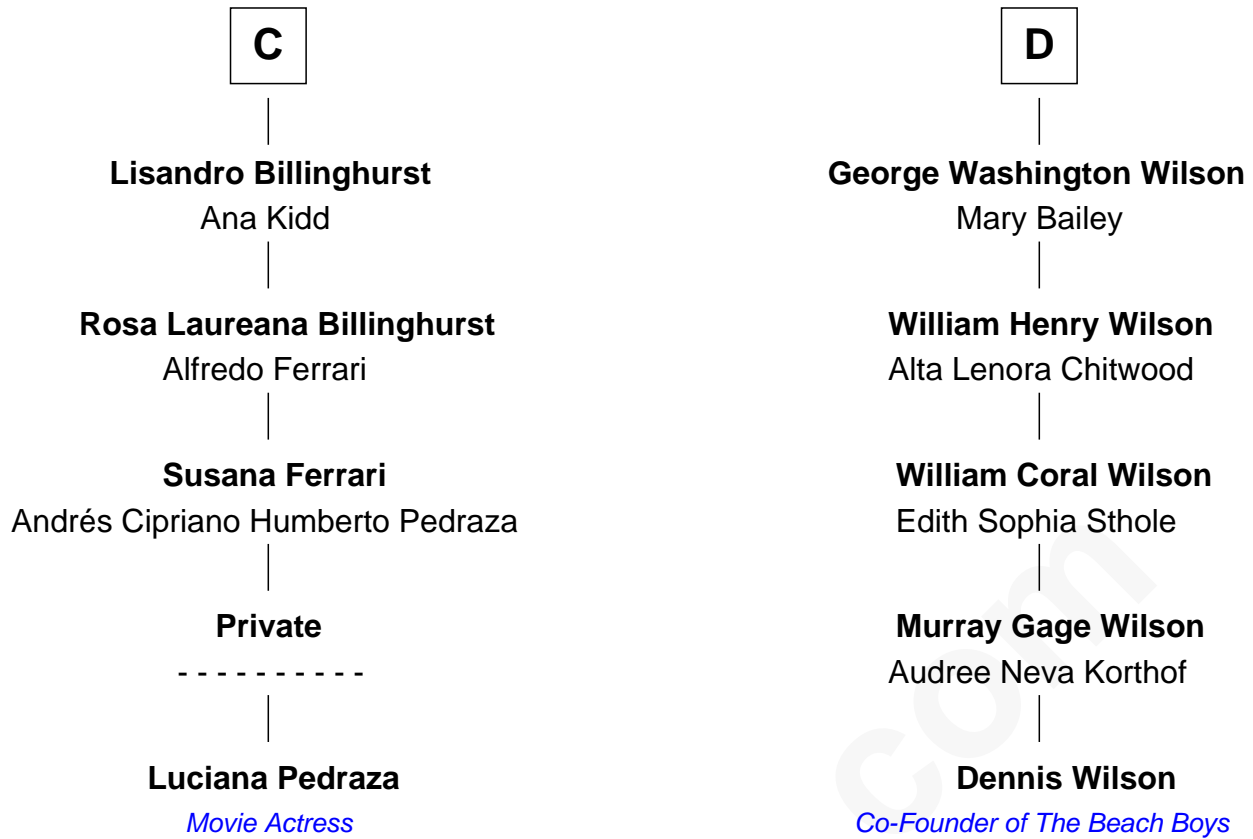 C
Lisandro Billinghurst
Ana Kidd
Rosa Laureana Billinghurst
Alfredo Ferrari
Susana Ferrari
Andrés Cipriano Humberto Pedraza
Private
- - - - - - - - - -
Luciana Pedraza
Movie Actress
D
George Washington Wilson
Mary Bailey
William Henry Wilson
Alta Lenora Chitwood
William Coral Wilson
Edith Sophia Sthole
Murray Gage Wilson
Audree Neva Korthof
Dennis Wilson
Co-Founder of The Beach Boys
com